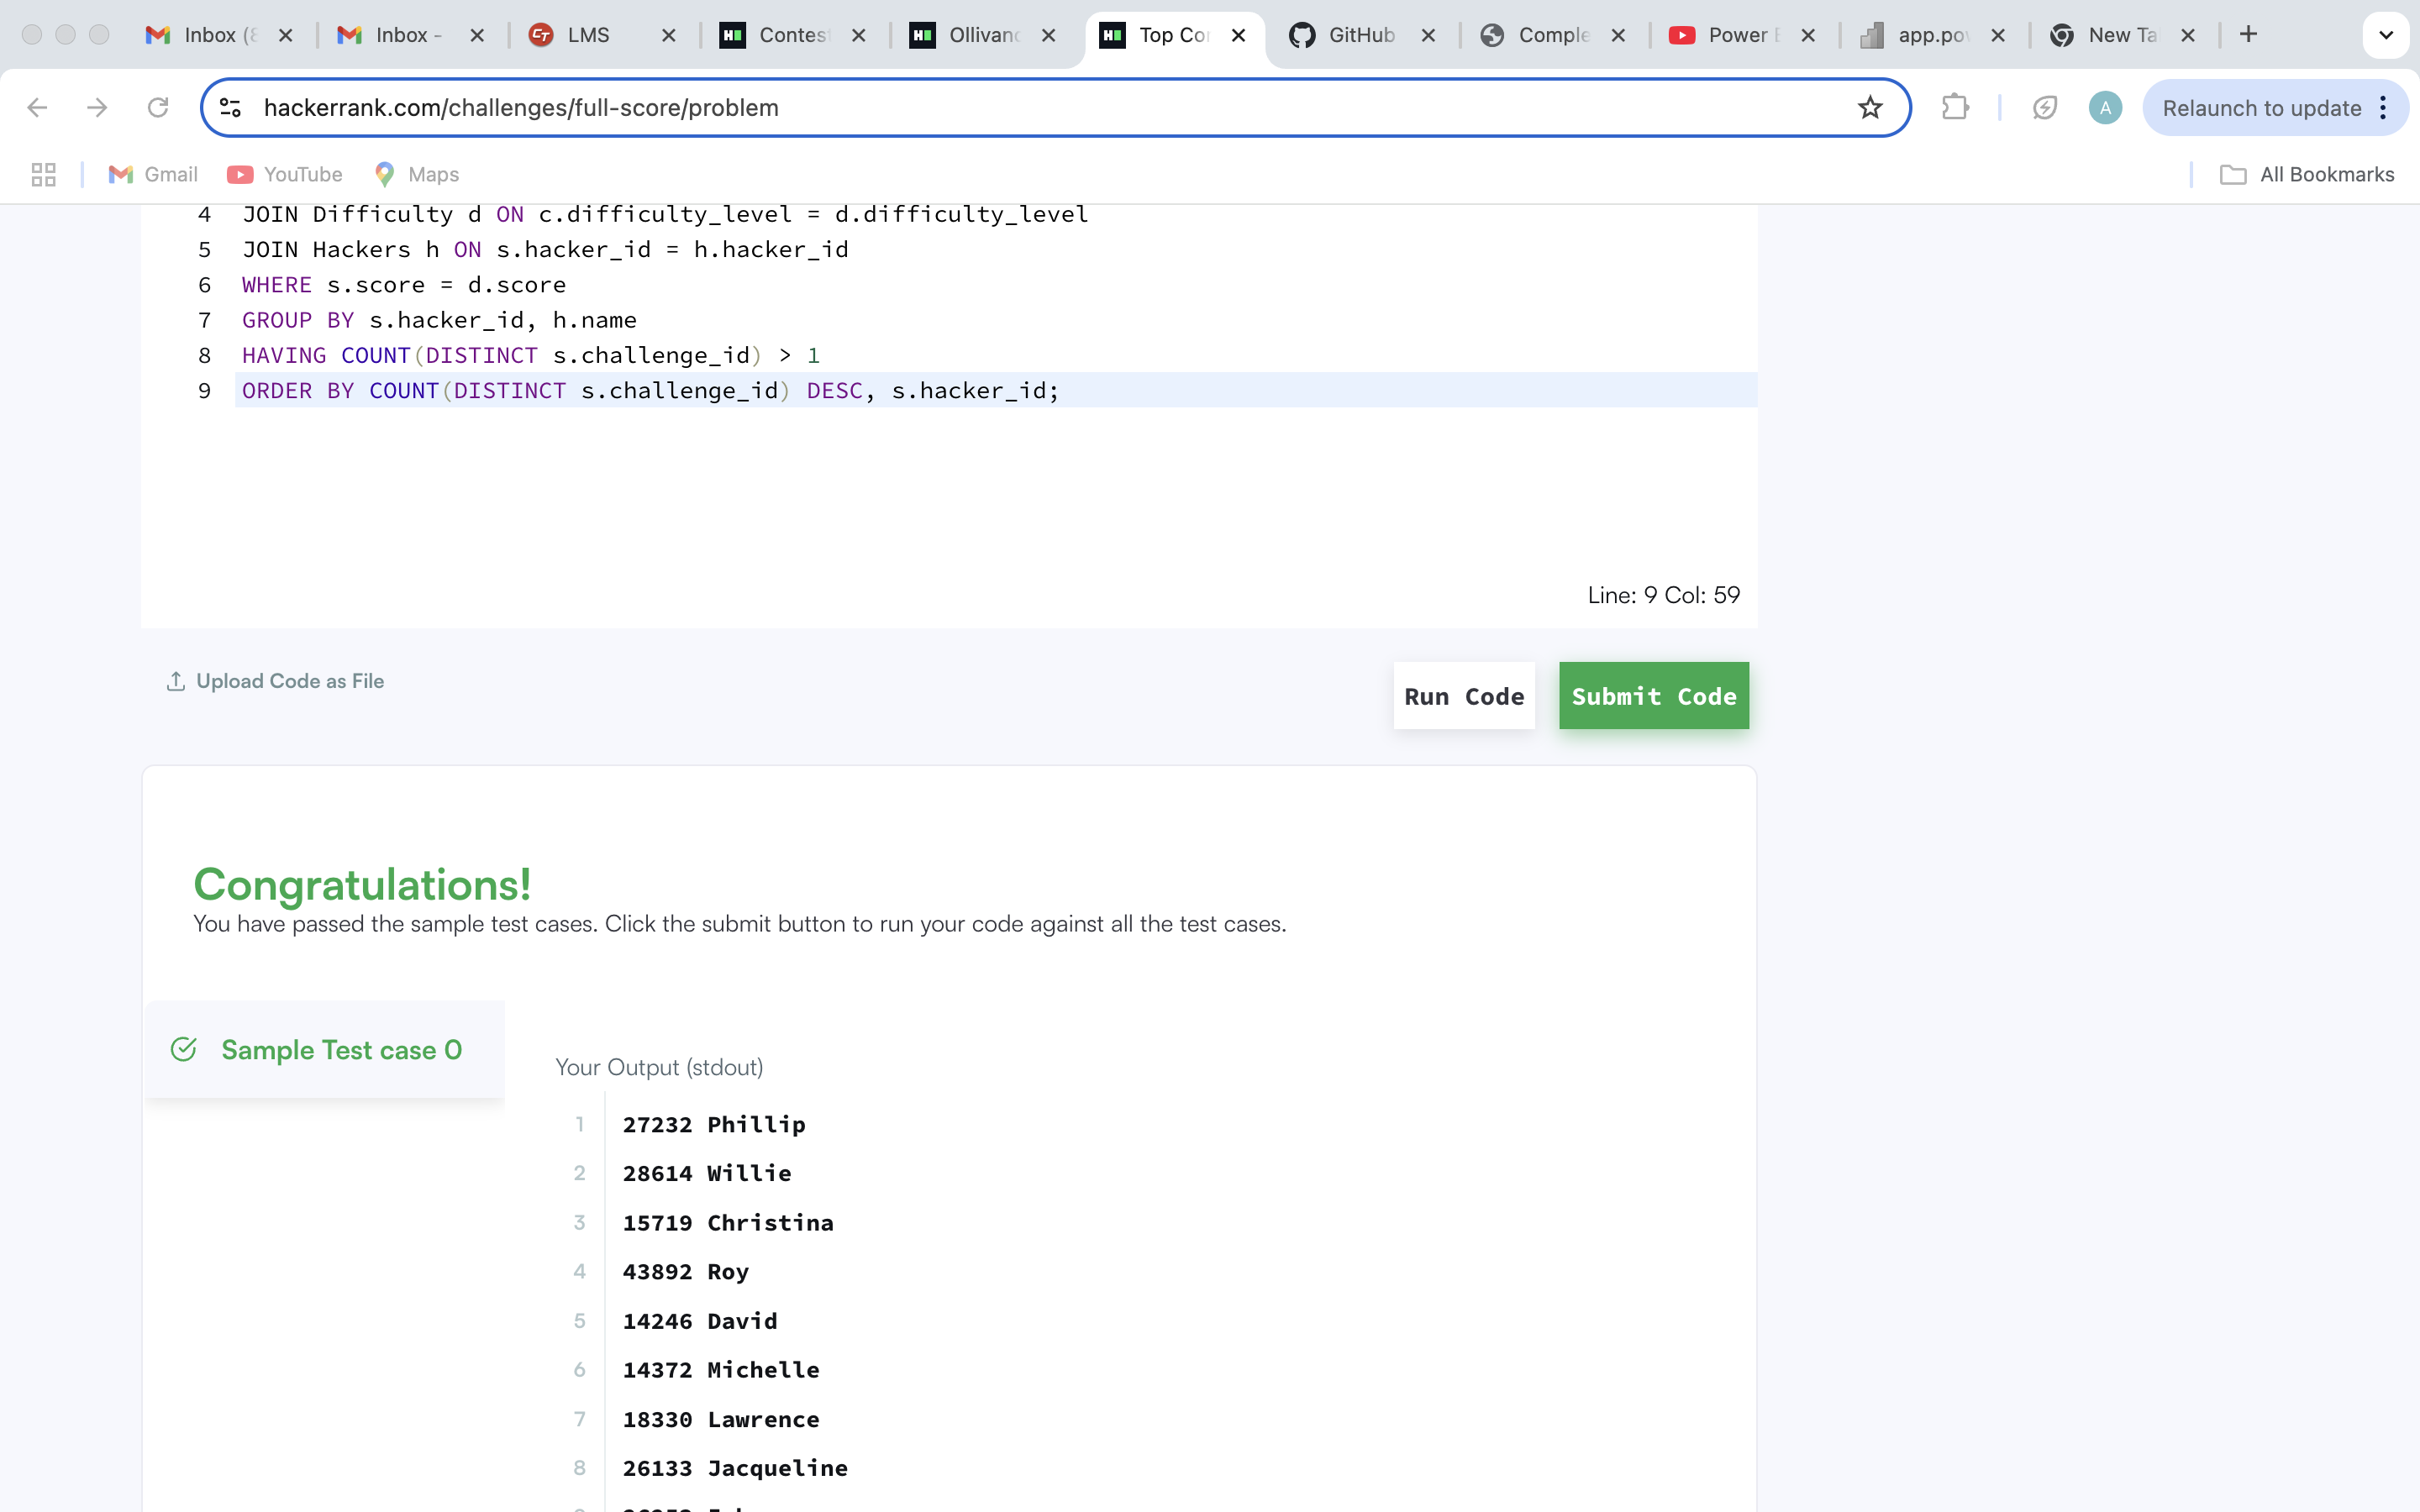 Inbox (8
Inbox -
LMS
Contest
Ollivand
Top Con
GitHub
Comple
Power B
app.pow
New Tab
hackerrank.com/challenges/full-score/problem
A
Relaunch to update
Gmail
YouTube
Maps
All Bookmarks
4 JOIN Difficulty d ON c.difficulty_level = d.difficulty_level
5 JOIN Hackers h ON s.hacker_id = h.hacker_id
6 WHERE s.score = d.score
7 GROUP BY s.hacker_id, h.name
8 HAVING COUNT(DISTINCT s.challenge_id) > 1
9 ORDER BY COUNT(DISTINCT s.challenge_id) DESC, s.hacker_id;
Line: 9 Col: 59
Upload Code as File
Run Code
Submit Code
Congratulations!
You have passed the sample test cases. Click the submit button to run your code against all the test cases.
Sample Test case 0
Your Output (stdout)
1 27232 Phillip
2 28614 Willie
3 15719 Christina
4 43892 Roy
5 14246 David
6 14372 Michelle
7 18330 Lawrence
8 26133 Jacqueline